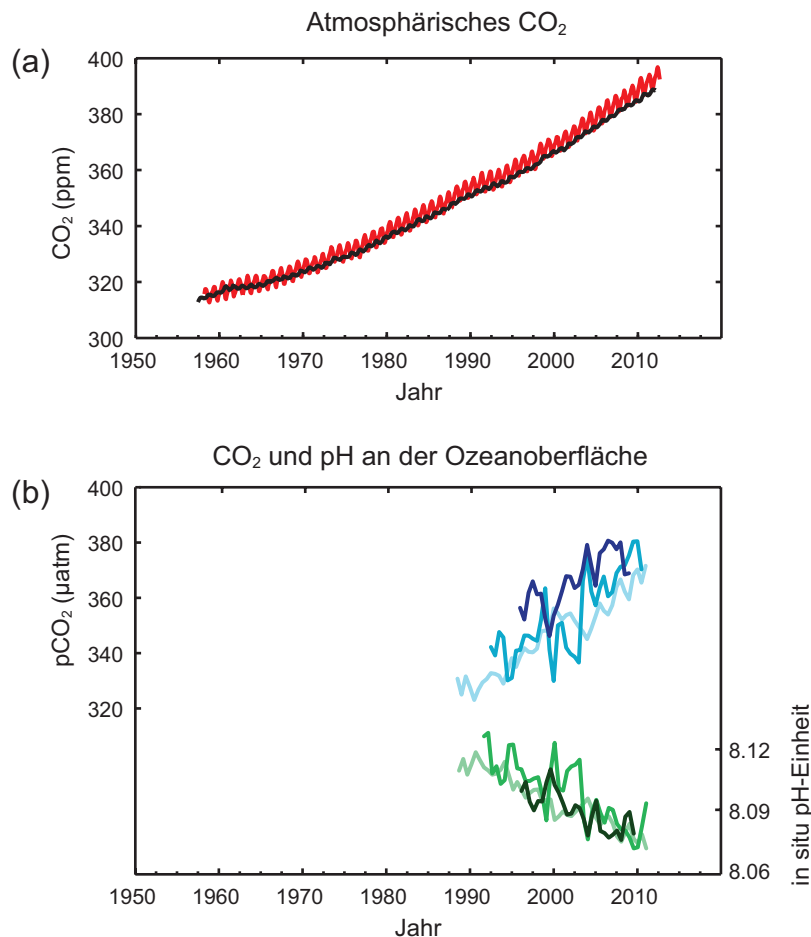 Atmosphärisches CO₂
(a)
CO₂ (ppm)
400
380
360
340
320
300
1950 1960 1970 1980 1990 2000 2010
Jahr
CO₂ und pH an der Ozeanoberfläche
(b)
pCO₂ (µatm)
400
380
360
340
320
in situ pH-Einheit
8.12
8.09
8.06
1950 1960 1970 1980 1990 2000 2010
Jahr